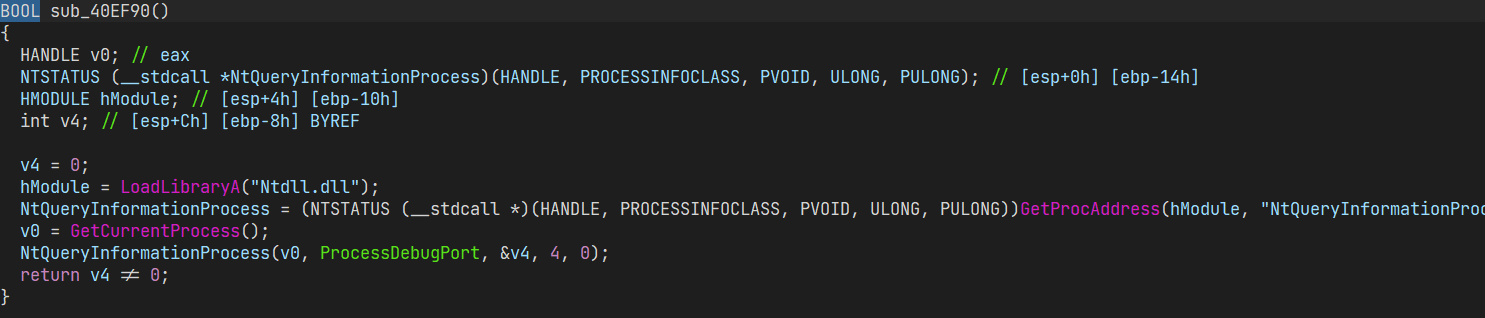 BOOL sub_40EF90()
{
  HANDLE v0; // eax
  NTSTATUS (__stdcall *NtQueryInformationProcess)(HANDLE, PROCESSINFOCLASS, PVOID, ULONG, PULONG); // [esp+0h] [ebp-14h]
  HMODULE hModule; // [esp+4h] [ebp-10h]
  int v4; // [esp+Ch] [ebp-8h] BYREF

  v4 = 0;
  hModule = LoadLibraryA("Ntdll.dll");
  NtQueryInformationProcess = (NTSTATUS (__stdcall *)(HANDLE, PROCESSINFOCLASS, PVOID, ULONG, PULONG))GetProcAddress(hModule, "NtQueryInformationProc
  v0 = GetCurrentProcess();
  NtQueryInformationProcess(v0, ProcessDebugPort, &v4, 4, 0);
  return v4 != 0;
}